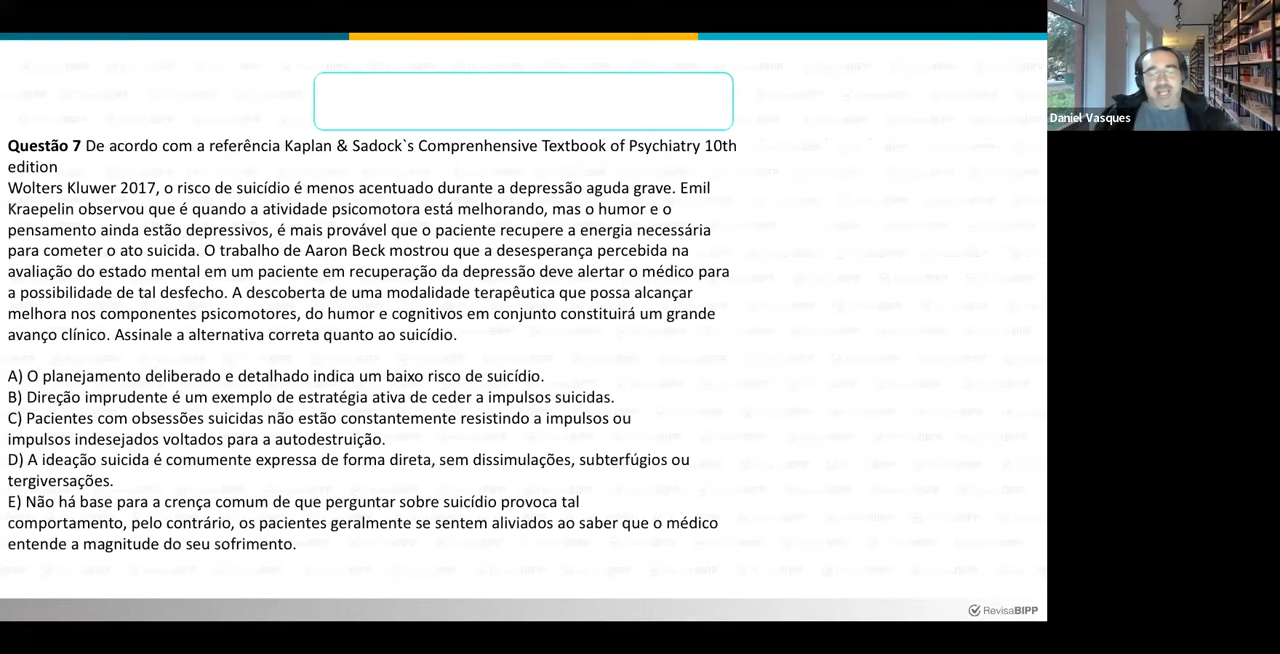 Questão 7 De acordo com a referência Kaplan & Sadock`s Comprenhensive Textbook of Psychiatry 10th
edition
Wolters Kluwer 2017, o risco de suicídio é menos acentuado durante a depressão aguda grave. Emil
Kraepelin observou que é quando a atividade psicomotora está melhorando, mas o humor e o
pensamento ainda estão depressivos, é mais provável que o paciente recupere a energia necessária
para cometer o ato suicida. O trabalho de Aaron Beck mostrou que a desesperança percebida na
avaliação do estado mental em um paciente em recuperação da depressão deve alertar o médico para
a possibilidade de tal desfecho. A descoberta de uma modalidade terapêutica que possa alcançar
melhora nos componentes psicomotores, do humor e cognitivos em conjunto constituirá um grande
avanço clínico. Assinale a alternativa correta quanto ao suicídio.
A) O planejamento deliberado e detalhado indica um baixo risco de suicídio.
B) Direção imprudente é um exemplo de estratégia ativa de ceder a impulsos suicidas.
C) Pacientes com obsessões suicidas não estão constantemente resistindo a impulsos ou
impulsos indesejados voltados para a autodestruição.
D) A ideação suicida é comumente expressa de forma direta, sem dissimulações, subterfúgios ou
tergiversações.
E) Não há base para a crença comum de que perguntar sobre suicídio provoca tal
comportamento, pelo contrário, os pacientes geralmente se sentem aliviados ao saber que o médico
entende a magnitude do seu sofrimento.
RevisaBIPP
Daniel Vasques